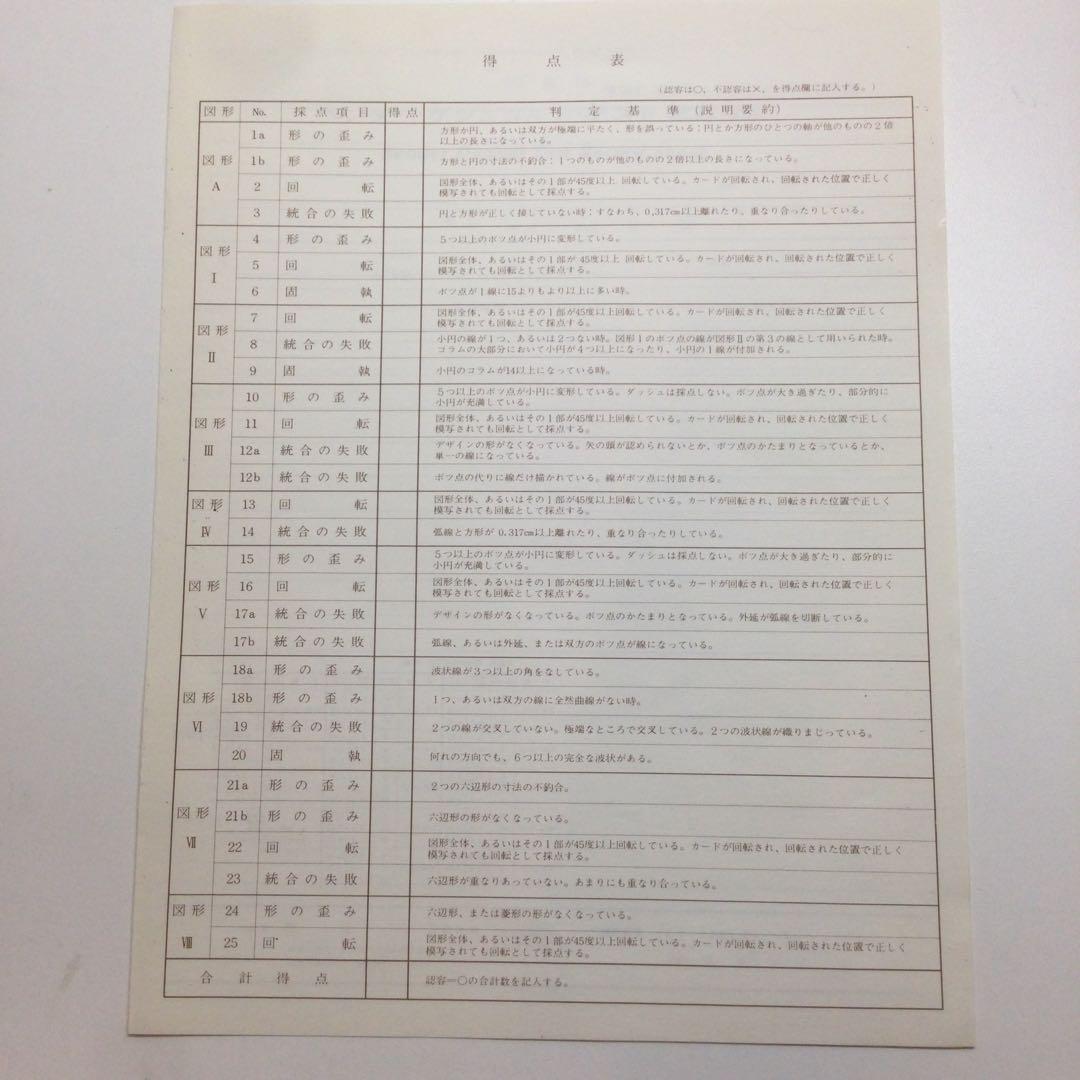 得点表
(認容は○、不認容は×、を得点欄に記入する。)
図形 No. 採点項目 得点 判定基準(説明要約)
図形 A
1a 形の歪み 方形か円、あるいは双方が極端に平たく、形を誤っている;円とか方形のひとつの軸が他のものの2倍
以上の長さになっている。
1b 形の歪み 方形と円の寸法の不釣合:1つのものが他のものの2倍以上の長さになっている。
2 回転 図形全体、あるいはその1部が45度以上 回転している。カードが回転され、回転された位置で正しく
模写されても回転として採点する。
3 統合の失敗 円と方形が正しく接していない時;すなわち、0,317cm以上離れたり、重なり合ったりしている。
図形 I
4 形の歪み 5つ以上のボツ点が小円に変形している。
5 回転 図形全体、あるいはその1部が 45度以上 回転している。カードが回転され、回転された位置で正しく
模写されても回転として採点する。
6 固執 ボツ点が1線に15よりもより以上に多い時。
図形 II
7 回転 図形全体、あるいはその1部が45度以上回転している。カードが回転され、回転された位置で正しく
模写されても回転として採点する。
8 統合の失敗 小円の線が1つ、あるいは2つない時。図形Iのボツ点の線が図形IIの第3の線として用いられた時。
コラムの大部分において小円が4つ以上になったり、小円の1線が付加される。
9 固執 小円のコラムが14以上になっている時。
図形 III
10 形の歪み 5つ以上のボツ点が小円に変形している。ダッシュは採点しない。ボツ点が大き過ぎたり、部分的に
小円が充満している。
11 回転 図形全体、あるいはその1部が45度以上回転している。カードが回転され、回転された位置で正しく
模写されても回転として採点する。
12a 統合の失敗 デザインの形がなくなっている。矢の頭が認められないとか、ボツ点のかたまりとなっているとか、
単一の線になっている。
12b 統合の失敗 ボツ点の代りに線だけ描かれている。線がボツ点に付加される。
図形 IV
13 回転 図形全体、あるいはその1部が45度以上回転している。カードが回転され、回転された位置で正しく
模写されても回転として採点する。
14 統合の失敗 弧線と方形が 0.317cm以上離れたり、重なり合ったりしている。
図形 V
15 形の歪み 5つ以上のボツ点が小円に変形している。ダッシュは採点しない。ボツ点が大き過ぎたり、部分的に
小円が充満している。
16 回転 図形全体、あるいはその1部が45度以上回転している。カードが回転され、回転された位置で正しく
模写されても回転として採点する。
17a 統合の失敗 デザインの形がなくなっている。ボツ点のかたまりとなっている。外延が弧線を切断している。
17b 統合の失敗 弧線、あるいは外延、または双方のボツ点が線になっている。
図形 VI
18a 形の歪み 波状線が3つ以上の角をなしている。
18b 形の歪み 1つ、あるいは双方の線に全然曲線がない時。
19 統合の失敗 2つの線が交叉していない。極端なところで交叉している。2つの波状線が織りまじっている。
20 固執 何れの方向でも、6つ以上の完全な波状がある。
図形 VII
21a 形の歪み 2つの六辺形の寸法の不釣合。
21b 形の歪み 六辺形の形がなくなっている。
22 回転 図形全体、あるいはその1部が45度以上回転している。カードが回転され、回転された位置で正しく
模写されても回転として採点する。
23 統合の失敗 六辺形が重なりあっていない。あまりにも重なり合っている。
図形 VIII
24 形の歪み 六辺形、または菱形の形がなくなっている。
25 回転 図形全体、あるいはその1部が45度以上回転している。カードが回転され、回転された位置で正しく
模写されても回転として採点する。
合計得点 認容=○の合計数を記入する。